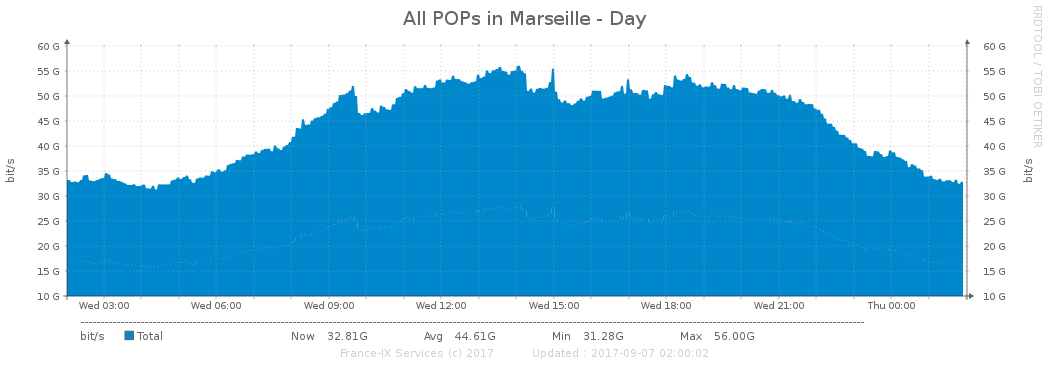 All POPs in Marseille - Day
RRDTOOL / TOBI OETIKER
bit/s
60 G 60 G
55 G 55 G
50 G 50 G
45 G 45 G
40 G 40 G
35 G 35 G
30 G 30 G
25 G 25 G
20 G 20 G
15 G 15 G
10 G 10 G
bit/s
Wed 03:00 Wed 06:00 Wed 09:00 Wed 12:00 Wed 15:00 Wed 18:00 Wed 21:00 Thu 00:00
bit/s Total Now 32.81G Avg 44.61G Min 31.28G Max 56.00G
France-IX Services (c) 2017 Updated : 2017-09-07 02:00:02